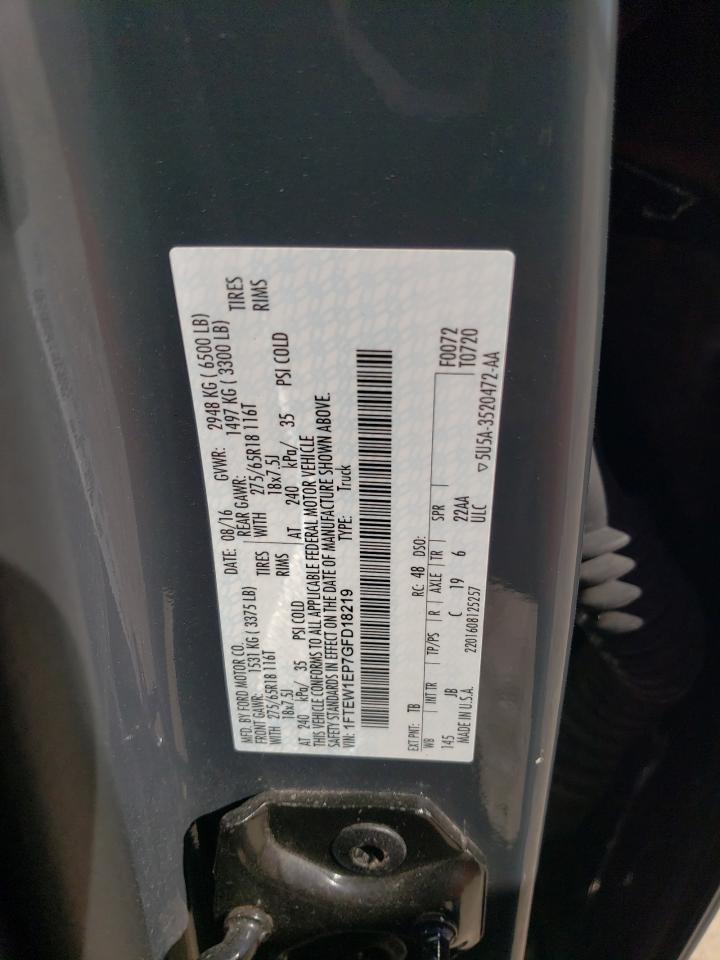 MFD. BY FORD MOTOR CO.
DATE: 08/16 GVWR: 2948 KG ( 6500 LB)
FRONT GAWR: 1531 KG ( 3375 LB) REAR GAWR: 1497 KG ( 3300 LB)
WITH 275/65R18 116T TIRES WITH 275/65R18 116T TIRES
18x7.5J RIMS 18x7.5J RIMS
AT 240 kPa/ 35 PSI COLD AT 240 kPa/ 35 PSI COLD
THIS VEHICLE CONFORMS TO ALL APPLICABLE FEDERAL MOTOR VEHICLE
SAFETY STANDARDS IN EFFECT ON THE DATE OF MANUFACTURE SHOWN ABOVE.
VIN: 1FTEW1EP7GFD18219 TYPE: Truck
EXT PNT: TB RC: 48 DSO: F0072
WB INT TR TP/PS R AXLE TR SPR T0720
145 JB C 19 6 22AA
MADE IN U.S.A. 2201608125257 ULC ▽5U5A-3520472-AA